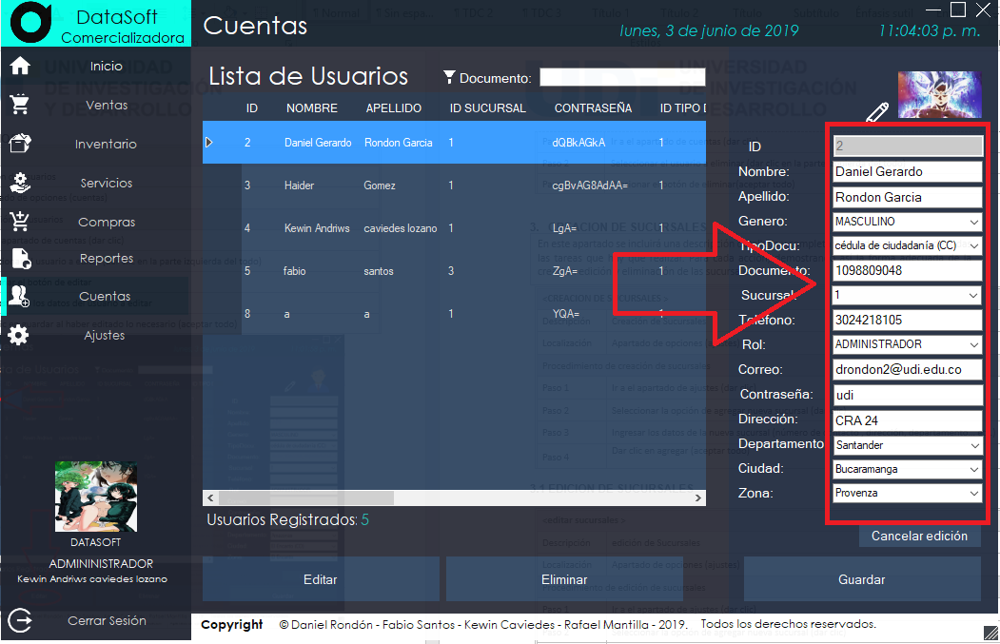 DataSoft
Comercializadora
Cuentas
lunes, 3 de junio de 2019
11:04:03 p. m.
Inicio
Ventas
Inventario
Servicios
Compras
Reportes
Cuentas
Ajustes
DATASOFT
ADMININISTRADOR
Kewin Andriws caviedes lozano
Cerrar Sesión
Lista de Usuarios
Documento:
ID NOMBRE APELLIDO ID SUCURSAL CONTRASEÑA ID TIPO D
2 Daniel Gerardo Rondon Garcia 1 dQBkAGkA 1
3 Haider Gomez 1 cgBvAG8AdAA= 1
4 Kewin Andriws caviedes lozano 1 LgA= 1
5 fabio santos 3 ZgA= 1
8 a a 1 YQA= 1
Usuarios Registrados: 5
Editar
Eliminar
ID 2
Nombre: Daniel Gerardo
Apellido: Rondon Garcia
Genero: MASCULINO
TipoDocu: cédula de ciudadanía (CC)
Documento: 1098809048
Sucursal: 1
Telefono: 3024218105
Rol: ADMINISTRADOR
Correo: drondon2@udi.edu.co
Contraseña: udi
Dirección: CRA 24
Departamento Santander
Ciudad: Bucaramanga
Zona: Provenza
Cancelar edición
Guardar
Copyright © Daniel Rondón - Fabio Santos - Kewin Caviedes - Rafael Mantilla - 2019. Todos los derechos reservados.